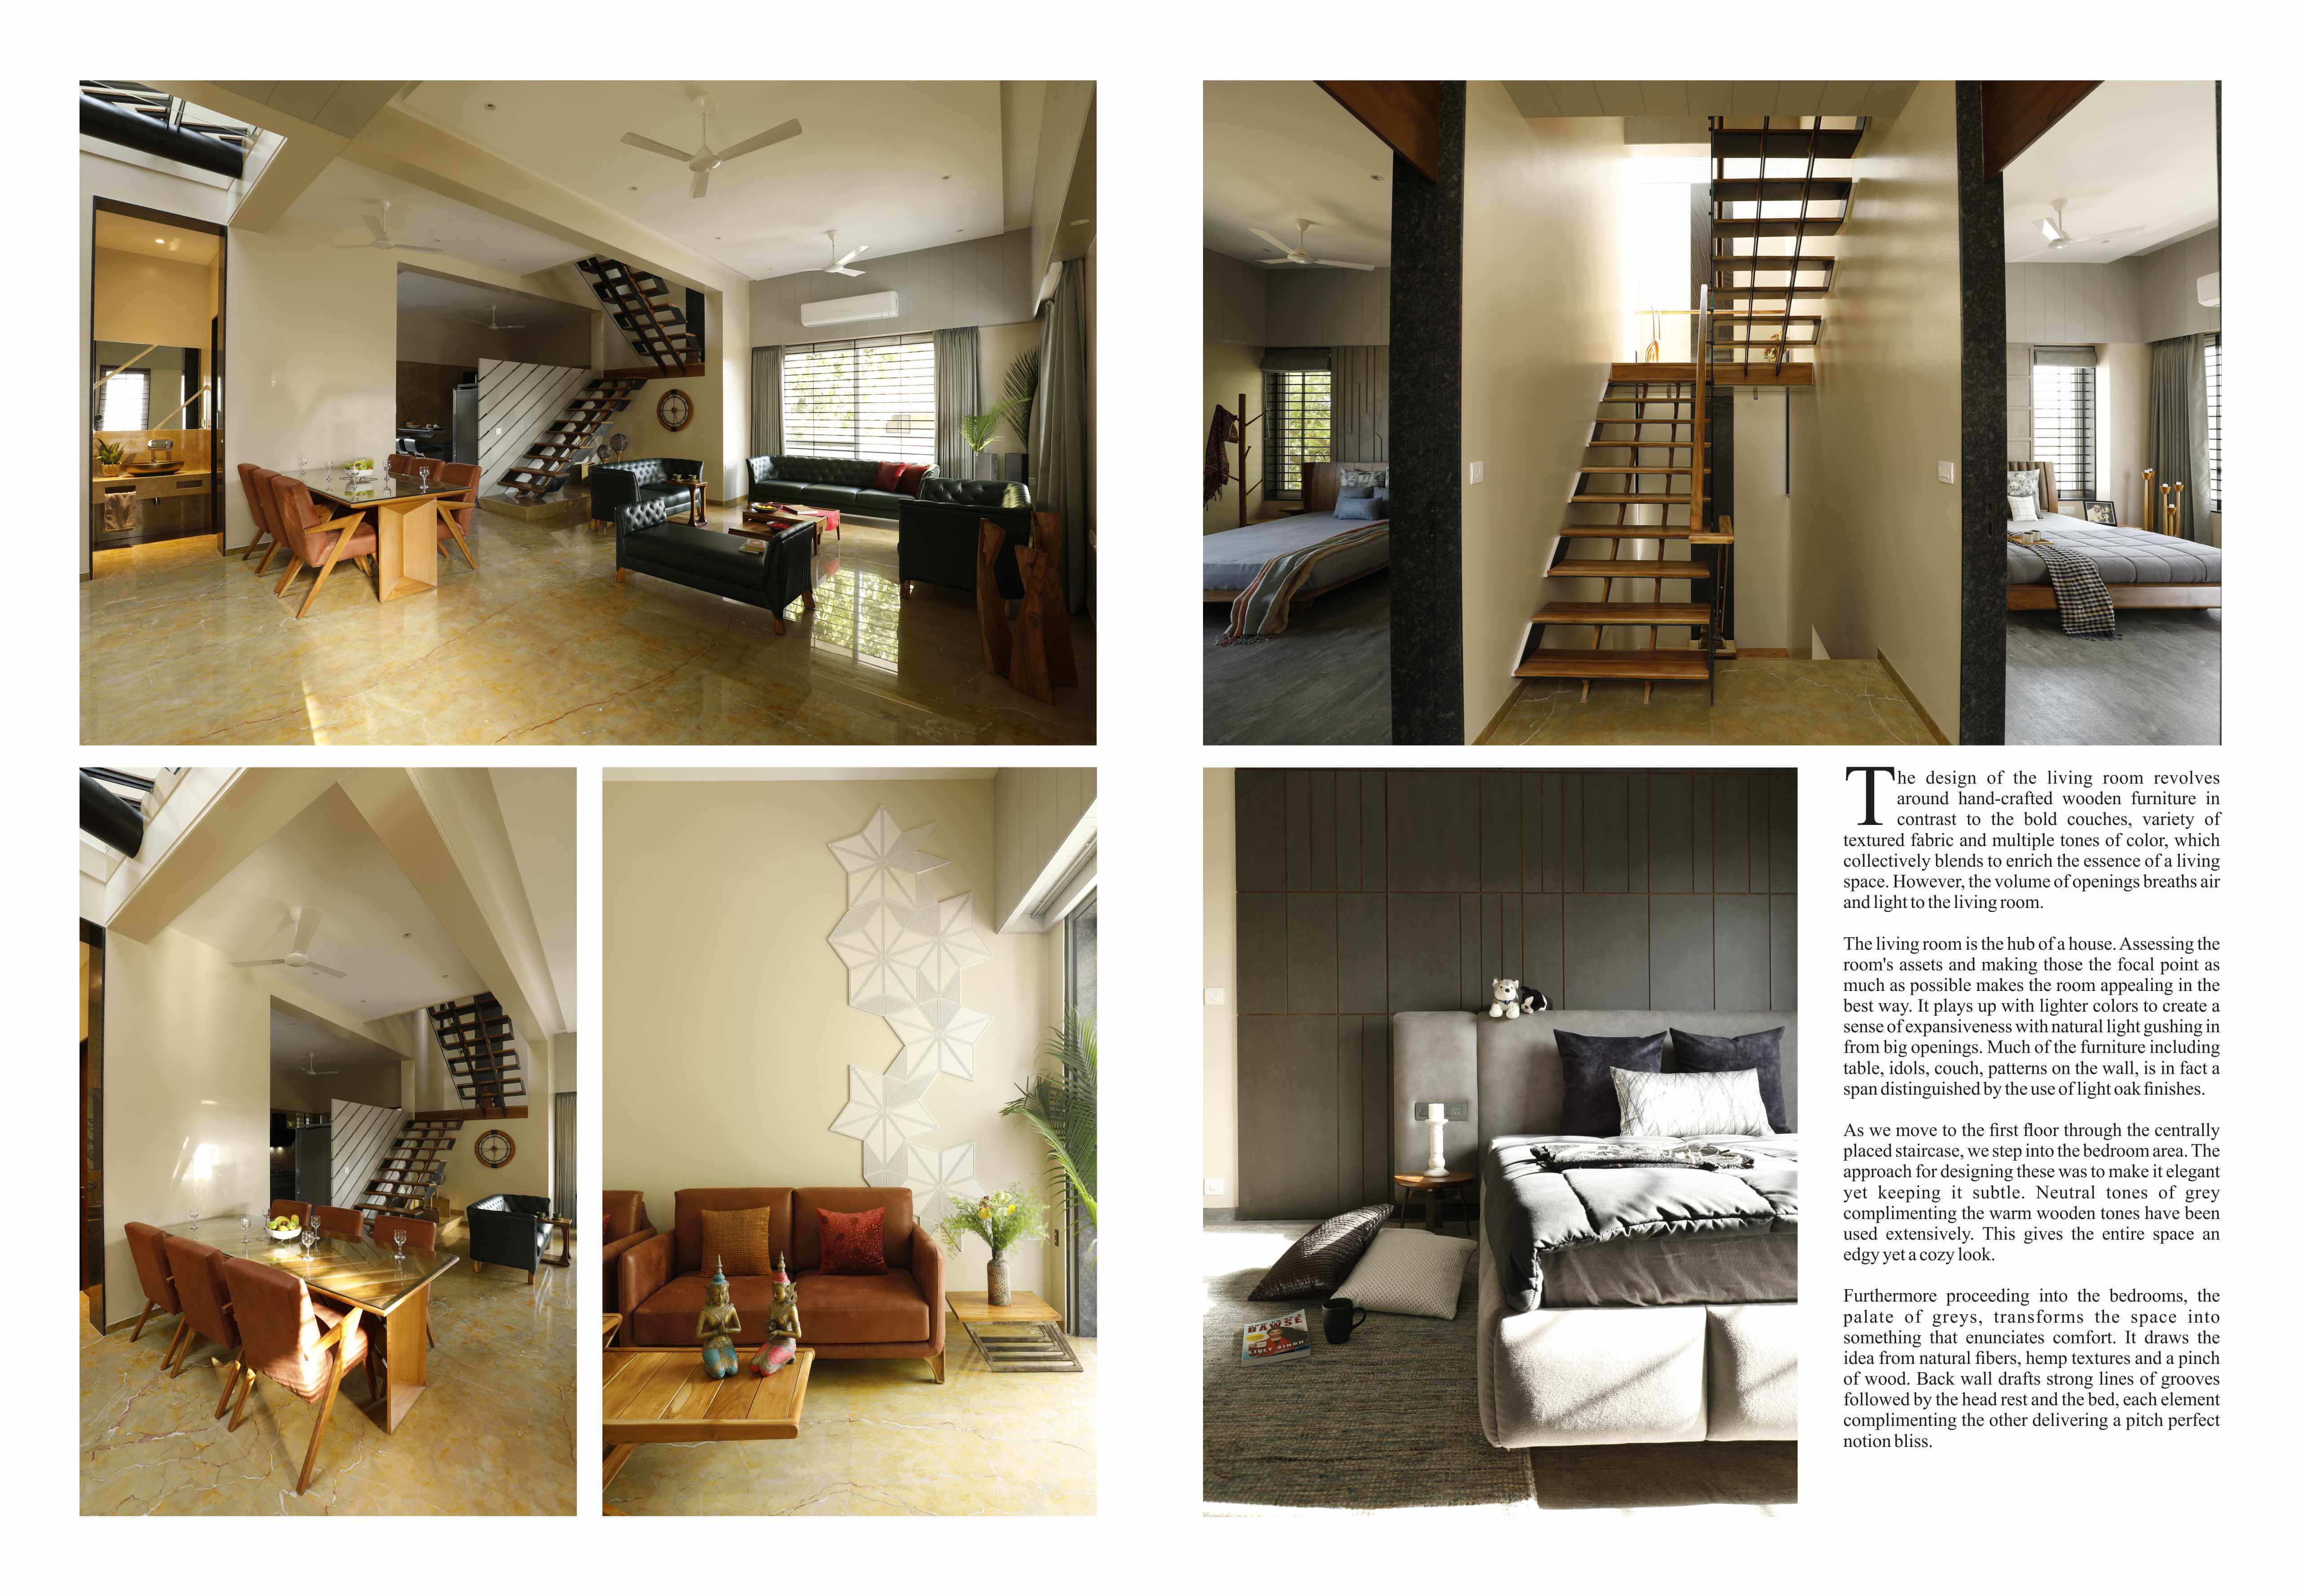 The design of the living room revolves
around hand-crafted wooden furniture in
contrast to the bold couches, variety of
textured fabric and multiple tones of color, which
collectively blends to enrich the essence of a living
space. However, the volume of openings breaths air
and light to the living room.
The living room is the hub of a house. Assessing the
room's assets and making those the focal point as
much as possible makes the room appealing in the
best way. It plays up with lighter colors to create a
sense of expansiveness with natural light gushing in
from big openings. Much of the furniture including
table, idols, couch, patterns on the wall, is in fact a
span distinguished by the use of light oak finishes.
As we move to the first floor through the centrally
placed staircase, we step into the bedroom area. The
approach for designing these was to make it elegant
yet keeping it subtle. Neutral tones of grey
complimenting the warm wooden tones have been
used extensively. This gives the entire space an
edgy yet a cozy look.
Furthermore proceeding into the bedrooms, the
palate of greys, transforms the space into
something that enunciates comfort. It draws the
idea from natural fibers, hemp textures and a pinch
of wood. Back wall drafts strong lines of grooves
followed by the head rest and the bed, each element
complimenting the other delivering a pitch perfect
notion bliss.
BAWSE
LILLY SINGH